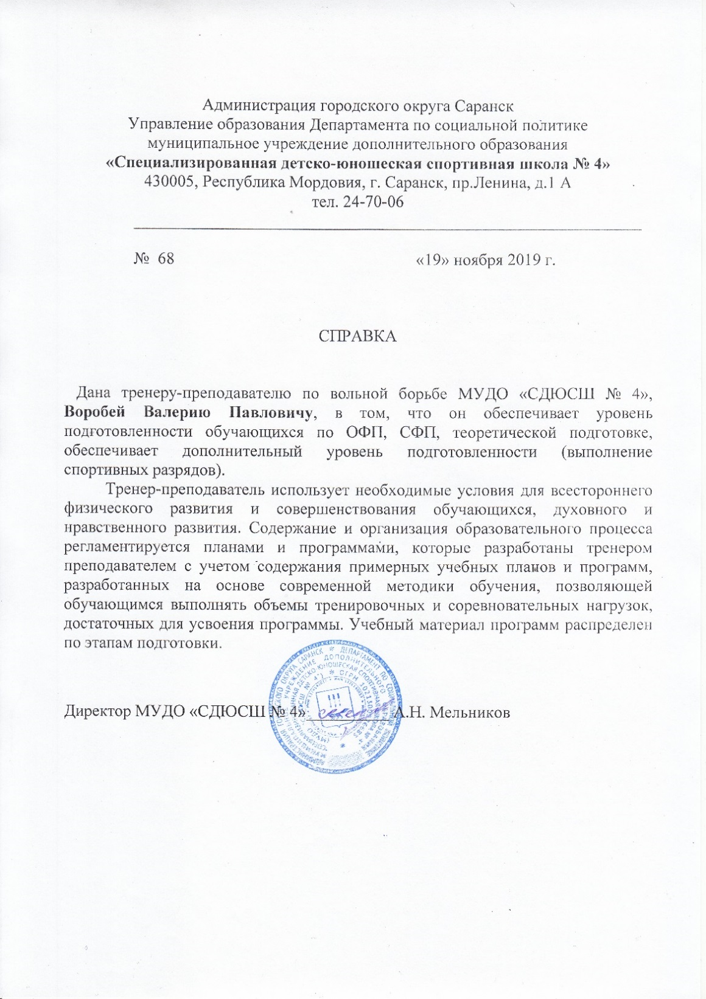 Администрация городского округа Саранск
Управление образования Департамента по социальной политике
муниципальное учреждение дополнительного образования
«Специализированная детско-юношеская спортивная школа № 4»
430005, Республика Мордовия, г. Саранск, пр.Ленина, д.1 А
тел. 24-70-06
№ 68 «19» ноября 2019 г.
СПРАВКА
Дана тренеру-преподавателю по вольной борьбе МУДО «СДЮСШ № 4»,
Воробей Валерию Павловичу, в том, что он обеспечивает уровень
подготовленности обучающихся по ОФП, СФП, теоретической подготовке,
обеспечивает дополнительный уровень подготовленности (выполнение
спортивных разрядов).
Тренер-преподаватель использует необходимые условия для всестороннего
физического развития и совершенствования обучающихся, духовного и
нравственного развития. Содержание и организация образовательного процесса
регламентируется планами и программами, которые разработаны тренером
преподавателем с учетом содержания примерных учебных планов и программ,
разработанных на основе современной методики обучения, позволяющей
обучающимся выполнять объемы тренировочных и соревновательных нагрузок,
достаточных для усвоения программы. Учебный материал программ распределен
по этапам подготовки.
Директор МУДО «СДЮСШ № 4»__________А.Н. Мельников